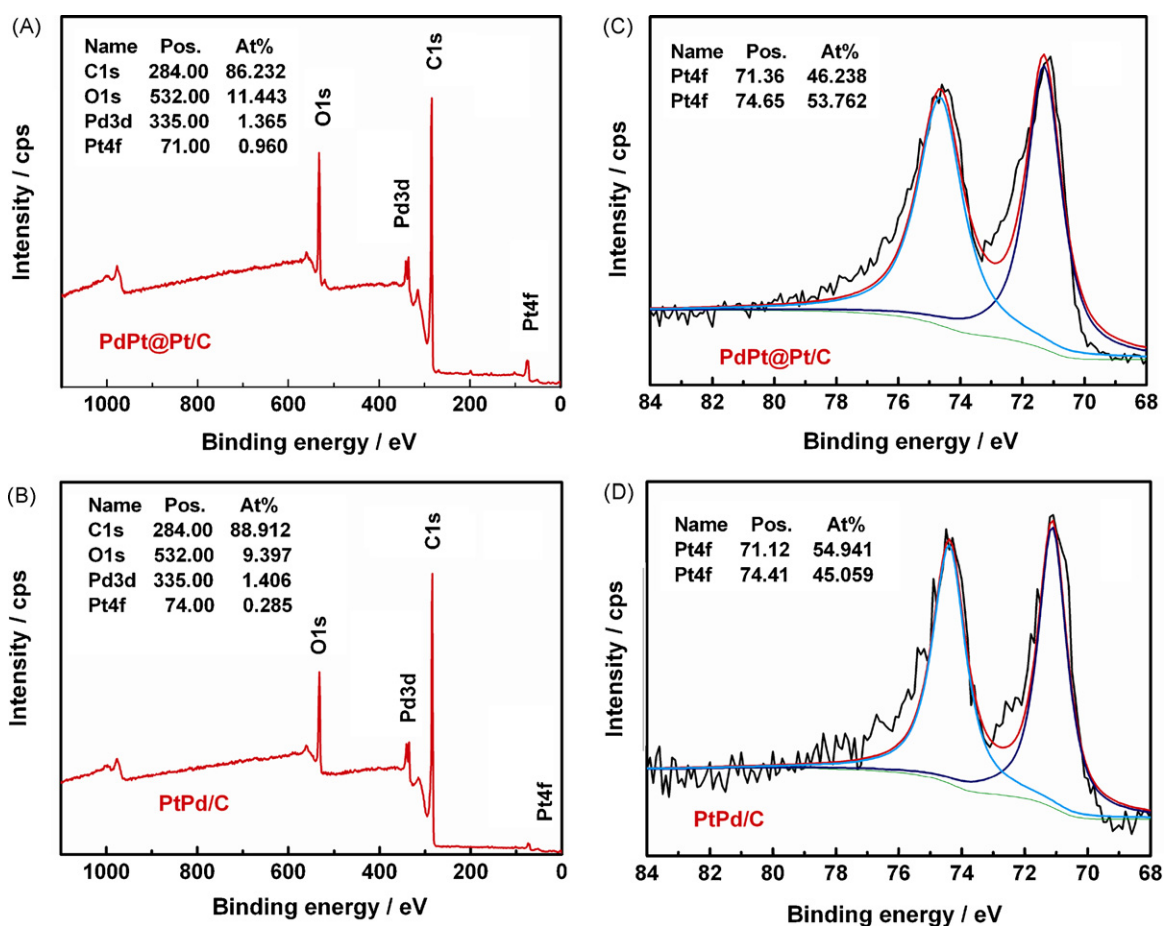 (A)
Name Pos. At%
C1s 284.00 86.232
O1s 532.00 11.443
Pd3d 335.00 1.365
Pt4f 71.00 0.960
C1s
O1s
Pd3d
Pt4f
PdPt@Pt/C
Intensity / cps
1000 800 600 400 200 0
Binding energy / eV
(C)
Name Pos. At%
Pt4f 71.36 46.238
Pt4f 74.65 53.762
PdPt@Pt/C
Intensity / cps
84 82 80 78 76 74 72 70 68
Binding energy / eV
(B)
Name Pos. At%
C1s 284.00 88.912
O1s 532.00 9.397
Pd3d 335.00 1.406
Pt4f 74.00 0.285
C1s
O1s
Pd3d
Pt4f
PtPd/C
Intensity / cps
1000 800 600 400 200 0
Binding energy / eV
(D)
Name Pos. At%
Pt4f 71.12 54.941
Pt4f 74.41 45.059
PtPd/C
Intensity / cps
84 82 80 78 76 74 72 70 68
Binding energy / eV